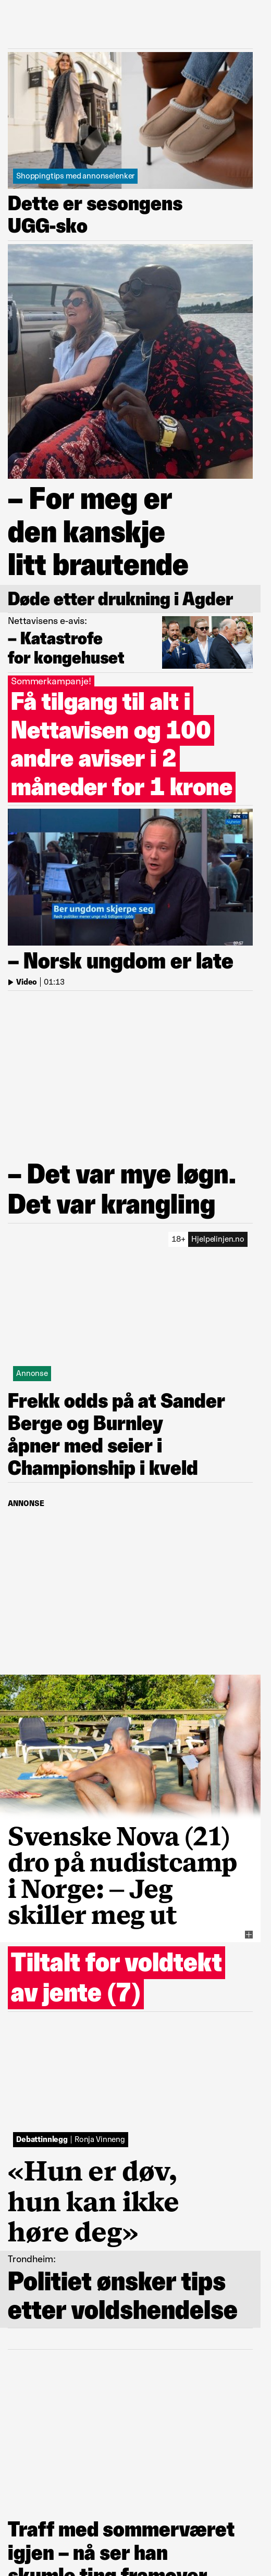 Shoppingtips med annonselenker
Dette er sesongens
UGG-sko
– For meg er
den kanskje
litt brautende
Døde etter drukning i Agder
Nettavisens e-avis:
– Katastrofe
for kongehuset
Sommerkampanje!
Få tilgang til alt i
Nettavisen og 100
andre aviser i 2
måneder for 1 krone
NRK
Ber ungdom skjerpe seg
– Norsk ungdom er late
Video | 01:13
– Det var mye løgn.
Det var krangling
18+ Hjelpelinjen.no
Annonse
Frekk odds på at Sander
Berge og Burnley
åpner med seier i
Championship i kveld
ANNONSE
Svenske Nova (21)
dro på nudistcamp
i Norge: – Jeg
skiller meg ut
Tiltalt for voldtekt
av jente (7)
Debattinnlegg | Ronja Vinneng
«Hun er døv,
hun kan ikke
høre deg»
Trondheim:
Politiet ønsker tips
etter voldshendelse
Traff med sommerværet
igjen – nå ser han
skumle ting framover